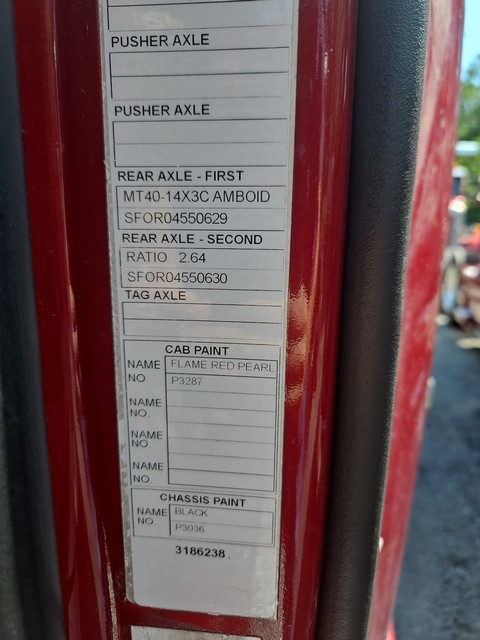 PUSHER AXLE
PUSHER AXLE
REAR AXLE - FIRST
MT40-14X3C AMBOID
SFOR04550629
REAR AXLE - SECOND
RATIO 2.64
SFOR04550630
TAG AXLE
CAB PAINT
NAME FLAME RED PEARL
NO. P3287
NAME
NO.
NAME
NO.
NAME
NO.
CHASSIS PAINT
NAME BLACK
NO. P3036
3186238